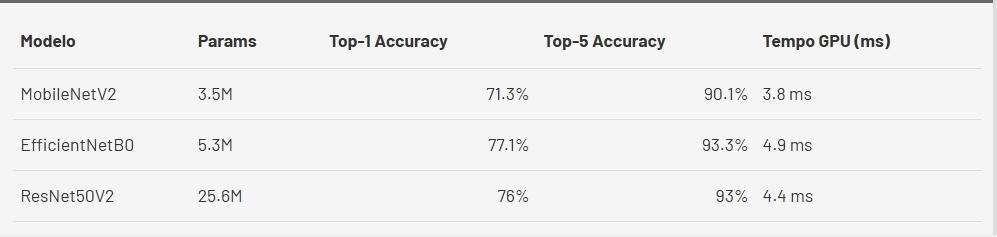 Modelo Params Top-1 Accuracy Top-5 Accuracy Tempo GPU (ms)
MobileNetV2 3.5M 71.3% 90.1% 3.8 ms
EfficientNetB0 5.3M 77.1% 93.3% 4.9 ms
ResNet50V2 25.6M 76% 93% 4.4 ms